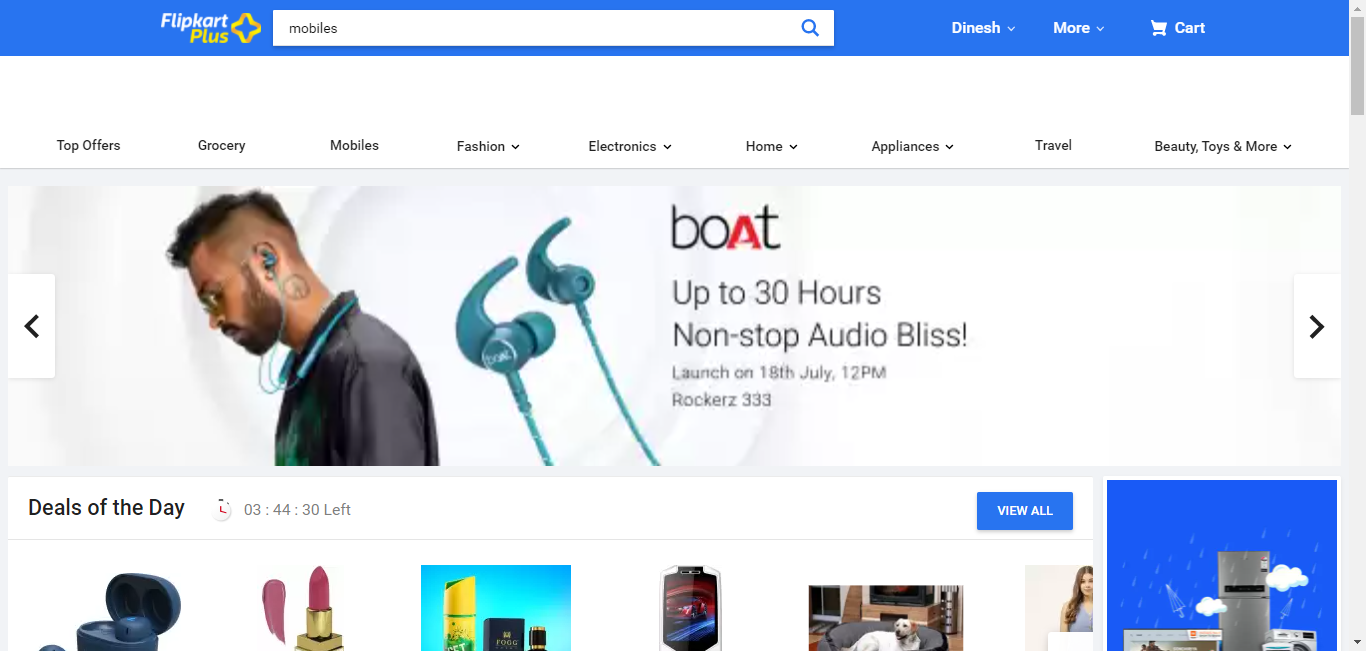 Flipkart
Plus
mobiles
Dinesh
More
Cart
Top Offers
Grocery
Mobiles
Fashion
Electronics
Home
Appliances
Travel
Beauty, Toys & More
boAt
Up to 30 Hours
Non-stop Audio Bliss!
Launch on 18th July, 12PM
Rockerz 333
boAt
Deals of the Day
03 : 44 : 30 Left
VIEW ALL
FOGG